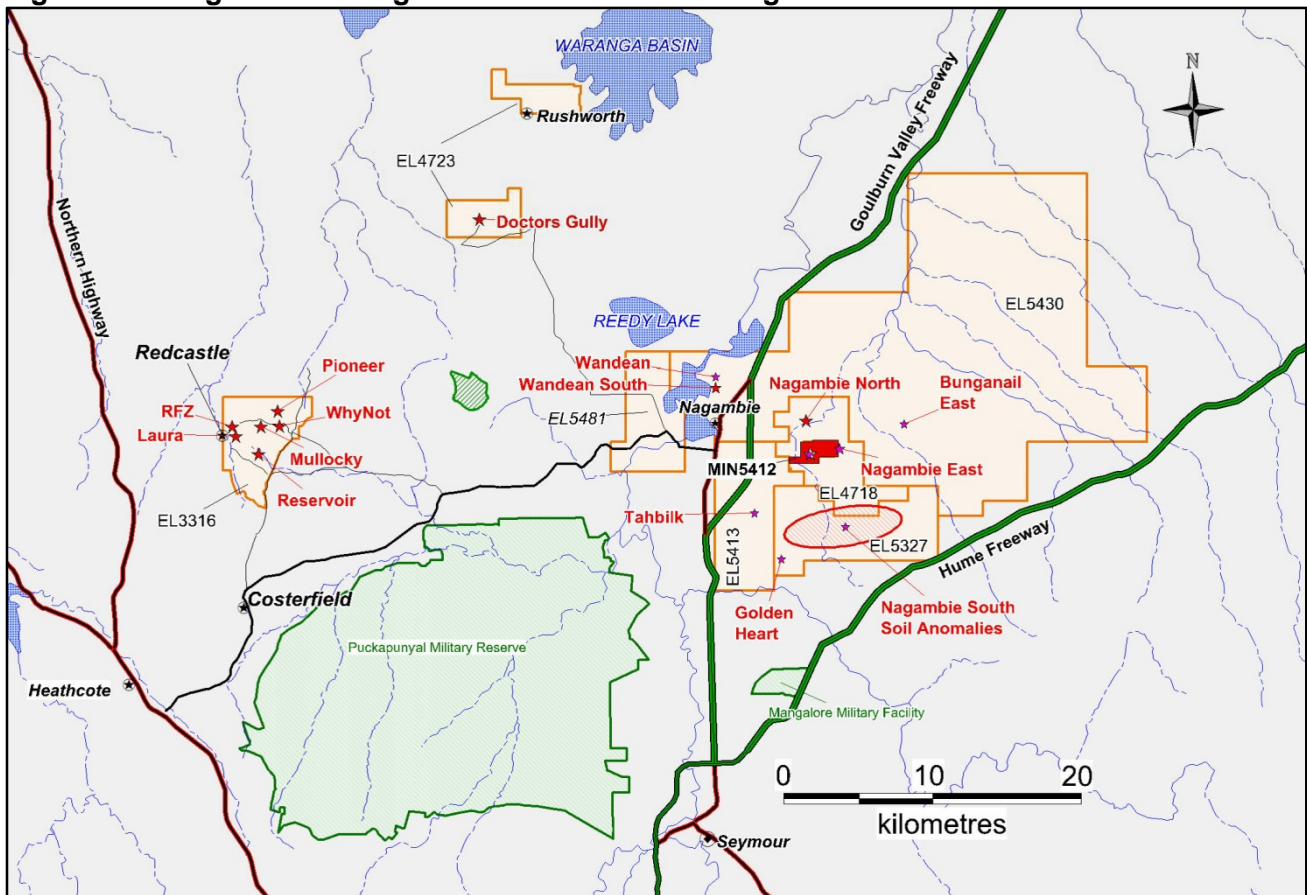 WARANGA BASIN
N
Rushworth
Goulburn Valley Freeway
EL4723
Doctors Gully
Northern Highway
EL5430
REEDY LAKE
Redcastle
Pioneer
Wandean
Wandean South
Nagambie North
Bunganail
East
RFZ
WhyNot
EL5481
Nagambie
Laura
Mullocky
MIN5412
Nagambie East
Reservoir
EL4718
EL3316
Tahbilk
EL5327
Hume Freeway
EL5413
Costerfield
Golden
Heart
Nagambie South
Soil Anomalies
Puckapunyal Military Reserve
Heathcote
Mangalore Military Facility
0 10 20
kilometres
Seymour